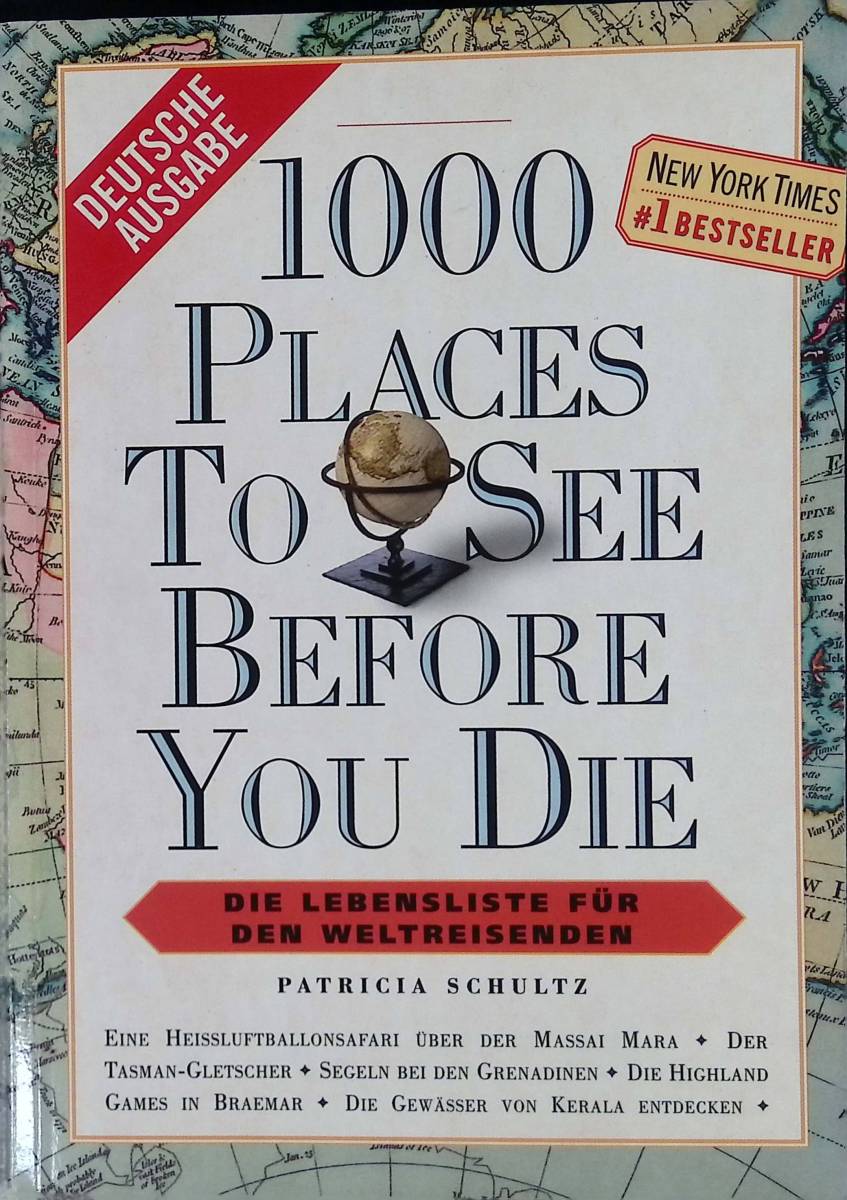 DEUTSCHE
AUSGABE
NEW YORK TIMES
#1 BESTSELLER
1000
PLACES
TO SEE
BEFORE
YOU DIE
DIE LEBENSLISTE FÜR
DEN WELTREISENDEN
PATRICIA SCHULTZ
EINE HEISSLUFTBALLONSAFARI ÜBER DER MASSAI MARA ✦ DER
TASMAN-GLETSCHER ✦ SEGELN BEI DEN GRENADINEN ✦ DIE HIGHLAND
GAMES IN BRAEMAR ✦ DIE GEWÄSSER VON KERALA ENTDECKEN ✦